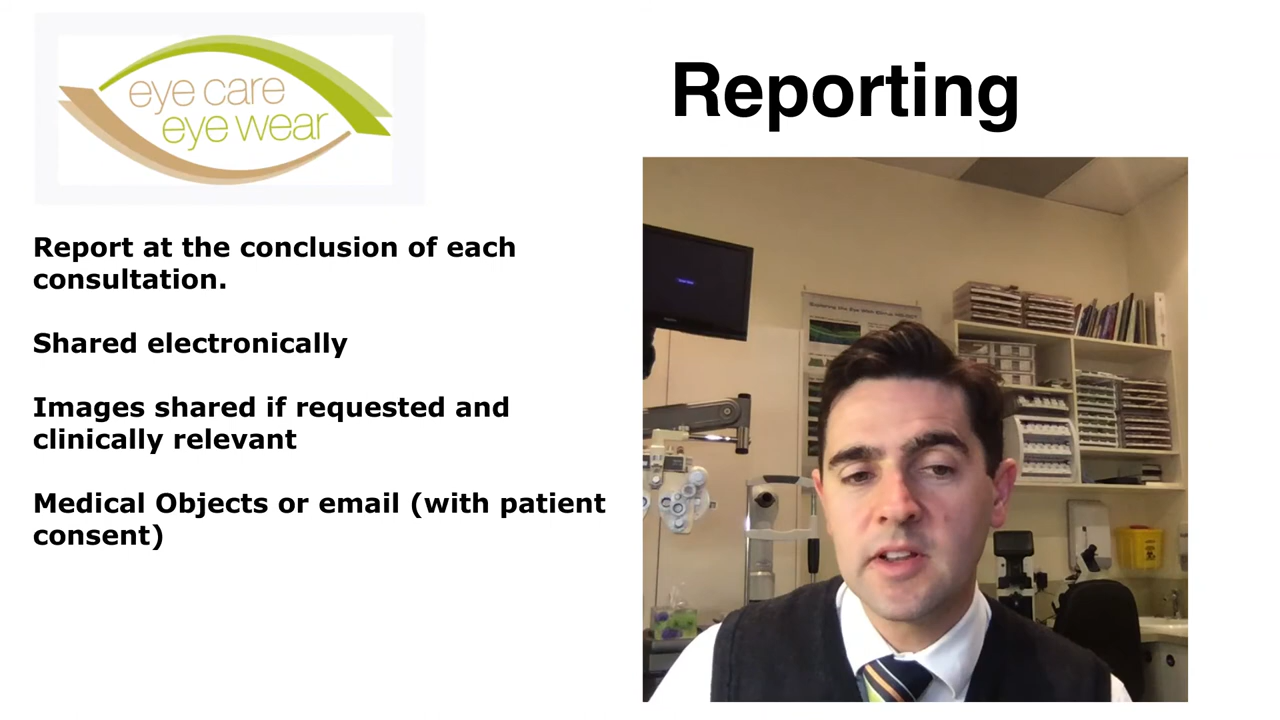 eye care
eye wear
Reporting
Report at the conclusion of each
consultation.
Shared electronically
Images shared if requested and
clinically relevant
Medical Objects or email (with patient
consent)